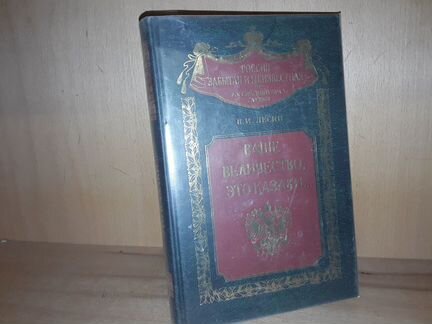 РОССИЯ
ЗАБЫТАЯ И НЕИЗВЕСТНАЯ
В.И. ЛЕСИН
ВАШЕ
ВЕЛИЧЕСТВО,
ЭТО КАЗАКИ...